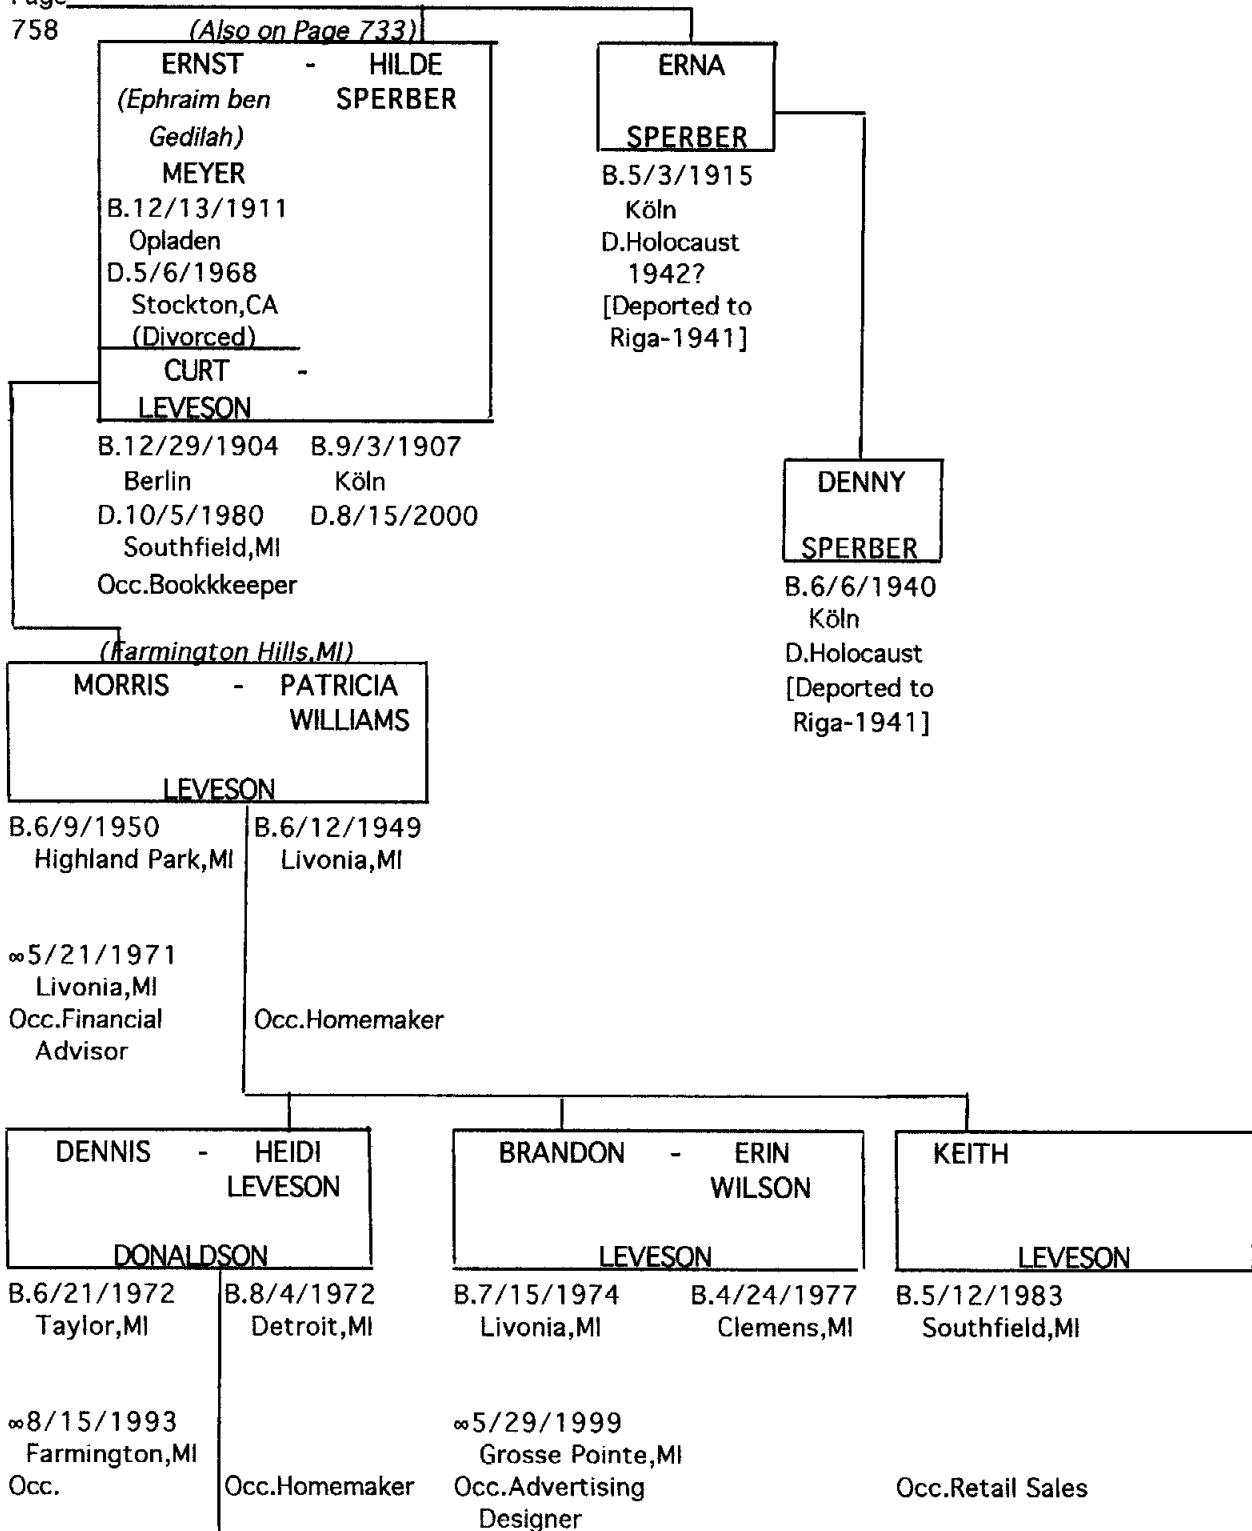 Page
758
(Also on Page 733)
ERNST - HILDE
(Ephraim ben SPERBER
Gedilah)
MEYER
B.12/13/1911
Opladen
D.5/6/1968
Stockton,CA
(Divorced)
CURT -
LEVESON
B.12/29/1904 B.9/3/1907
Berlin Köln
D.10/5/1980 D.8/15/2000
Southfield,MI
Occ.Bookkkeeper
ERNA
SPERBER
B.5/3/1915
Köln
D.Holocaust
1942?
[Deported to
Riga-1941]
DENNY
SPERBER
B.6/6/1940
Köln
D.Holocaust
[Deported to
Riga-1941]
(Farmington Hills,MI)
MORRIS - PATRICIA
WILLIAMS
LEVESON
B.6/9/1950 B.6/12/1949
Highland Park,MI Livonia,MI
∞5/21/1971
Livonia,MI
Occ.Financial Occ.Homemaker
Advisor
DENNIS - HEIDI
LEVESON
DONALDSON
B.6/21/1972 B.8/4/1972
Taylor,MI Detroit,MI
∞8/15/1993
Farmington,MI
Occ. Occ.Homemaker
BRANDON - ERIN
WILSON
LEVESON
B.7/15/1974 B.4/24/1977
Livonia,MI Clemens,MI
∞5/29/1999
Grosse Pointe,MI
Occ.Advertising
Designer
KEITH
LEVESON
B.5/12/1983
Southfield,MI
Occ.Retail Sales